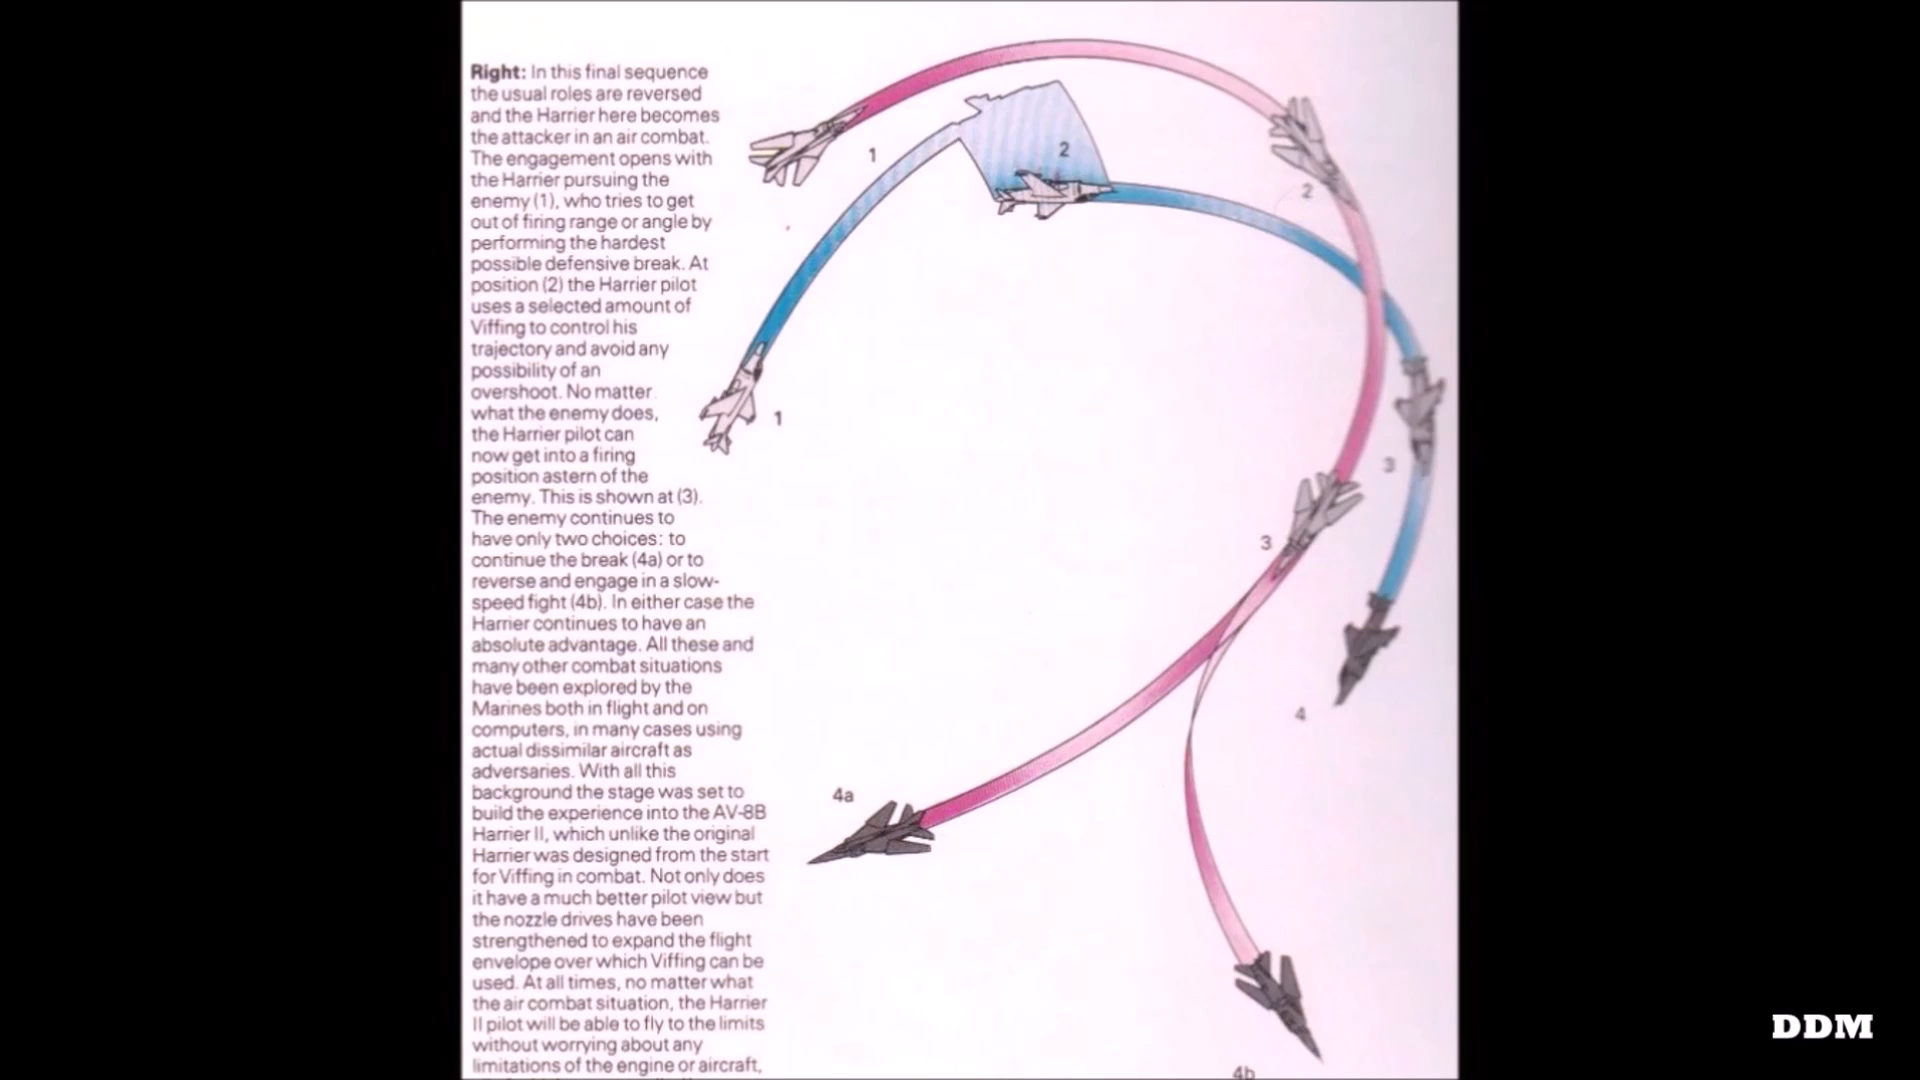 Right: In this final sequence
the usual roles are reversed
and the Harrier here becomes
the attacker in an air combat.
The engagement opens with
the Harrier pursuing the
enemy (1), who tries to get
out of firing range or angle by
performing the hardest
possible defensive break. At
position (2) the Harrier pilot
uses a selected amount of
Viffing to control his
trajectory and avoid any
possibility of an
overshoot. No matter
what the enemy does,
the Harrier pilot can
now get into a firing
position astern of the
enemy. This is shown at (3).
The enemy continues to
have only two choices: to
continue the break (4a) or to
reverse and engage in a slow-
speed fight (4b). In either case the
Harrier continues to have an
absolute advantage. All these and
many other combat situations
have been explored by the
Marines both in flight and on
computers, in many cases using
actual dissimilar aircraft as
adversaries. With all this
background the stage was set to
build the experience into the AV-8B
Harrier II, which unlike the original
Harrier was designed from the start
for Viffing in combat. Not only does
it have a much better pilot view but
the nozzle drives have been
strengthened to expand the flight
envelope over which Viffing can be
used. At all times, no matter what
the air combat situation, the Harrier
II pilot will be able to fly to the limits
without worrying about any
limitations of the engine or aircraft,
1
2
2
1
3
3
4
4a
4b
DDM